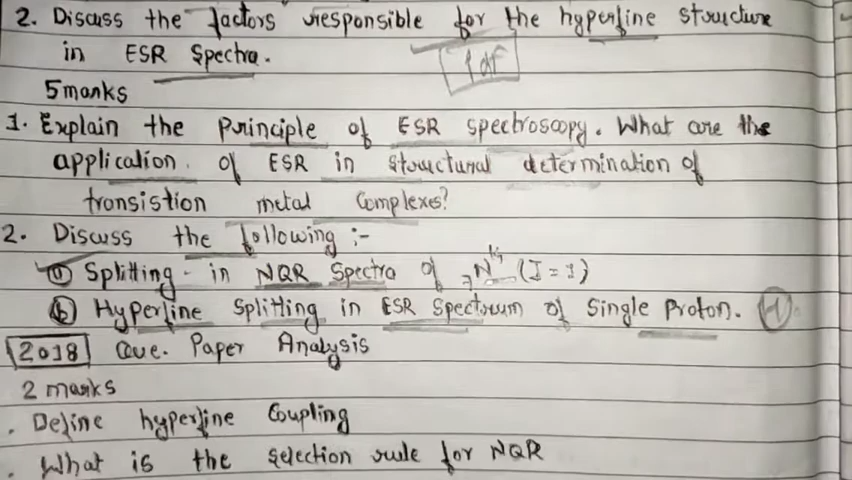 2. Discuss the factors responsible for the hyperfine structure
in ESR Spectra.
5 marks
1. Explain the principle of ESR spectroscopy. What are the
application of ESR in structural determination of
transistion metal Complexes?
2. Discuss the following :-
(a) Splitting in NQR Spectra of ₇N¹⁴ (I = 1)
(b) Hyperfine Splitting in ESR Spectrum of Single Proton. (H)
2018 Que. Paper Analysis
2 marks
. Define hyperfine Coupling
. What is the selection rule for NQR